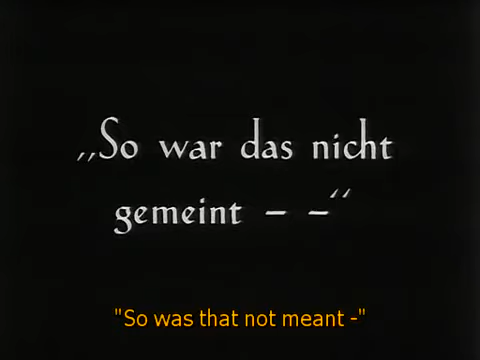 „So war das nicht
gemeint – –“
"So was that not meant -"